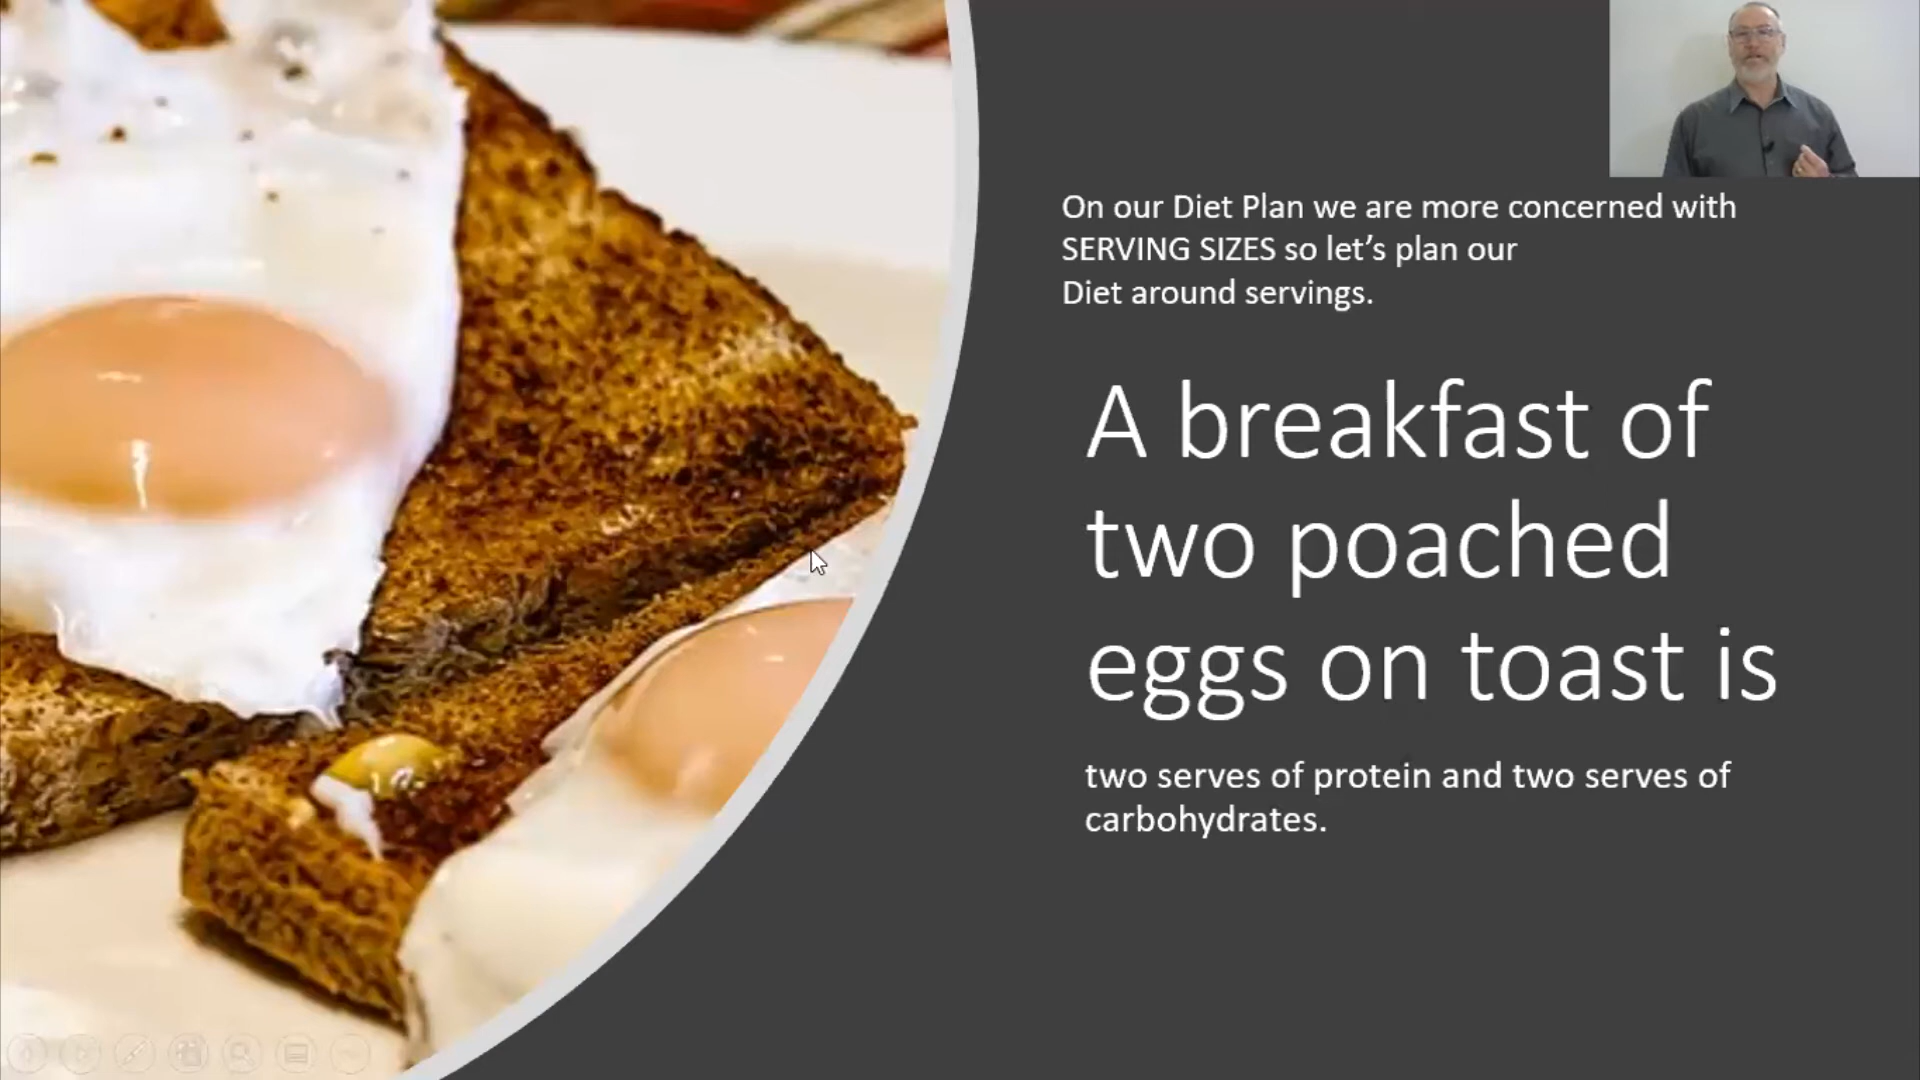 On our Diet Plan we are more concerned with
SERVING SIZES so let’s plan our
Diet around servings.
A breakfast of
two poached
eggs on toast is
two serves of protein and two serves of
carbohydrates.